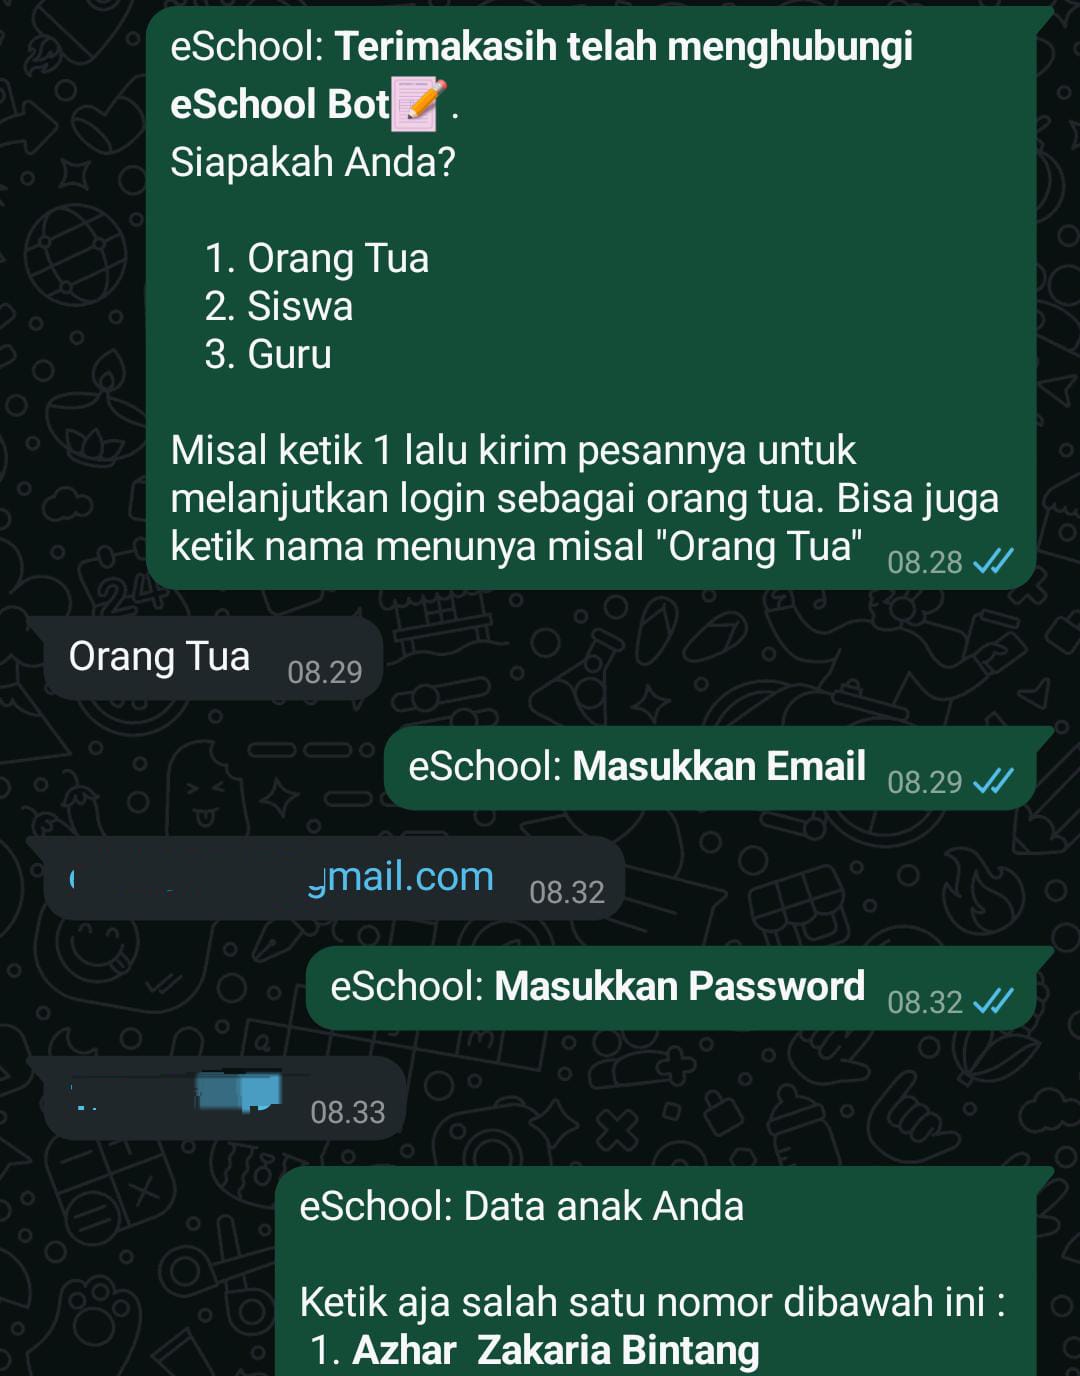 eSchool: Terimakasih telah menghubungi
eSchool Bot📝.
Siapakah Anda?
1. Orang Tua
2. Siswa
3. Guru
Misal ketik 1 lalu kirim pesannya untuk
melanjutkan login sebagai orang tua. Bisa juga
ketik nama menunya misal "Orang Tua" 08.28
Orang Tua 08.29
eSchool: Masukkan Email 08.29
gmail.com 08.32
eSchool: Masukkan Password 08.32
08.33
eSchool: Data anak Anda
Ketik aja salah satu nomor dibawah ini :
1. Azhar Zakaria Bintang